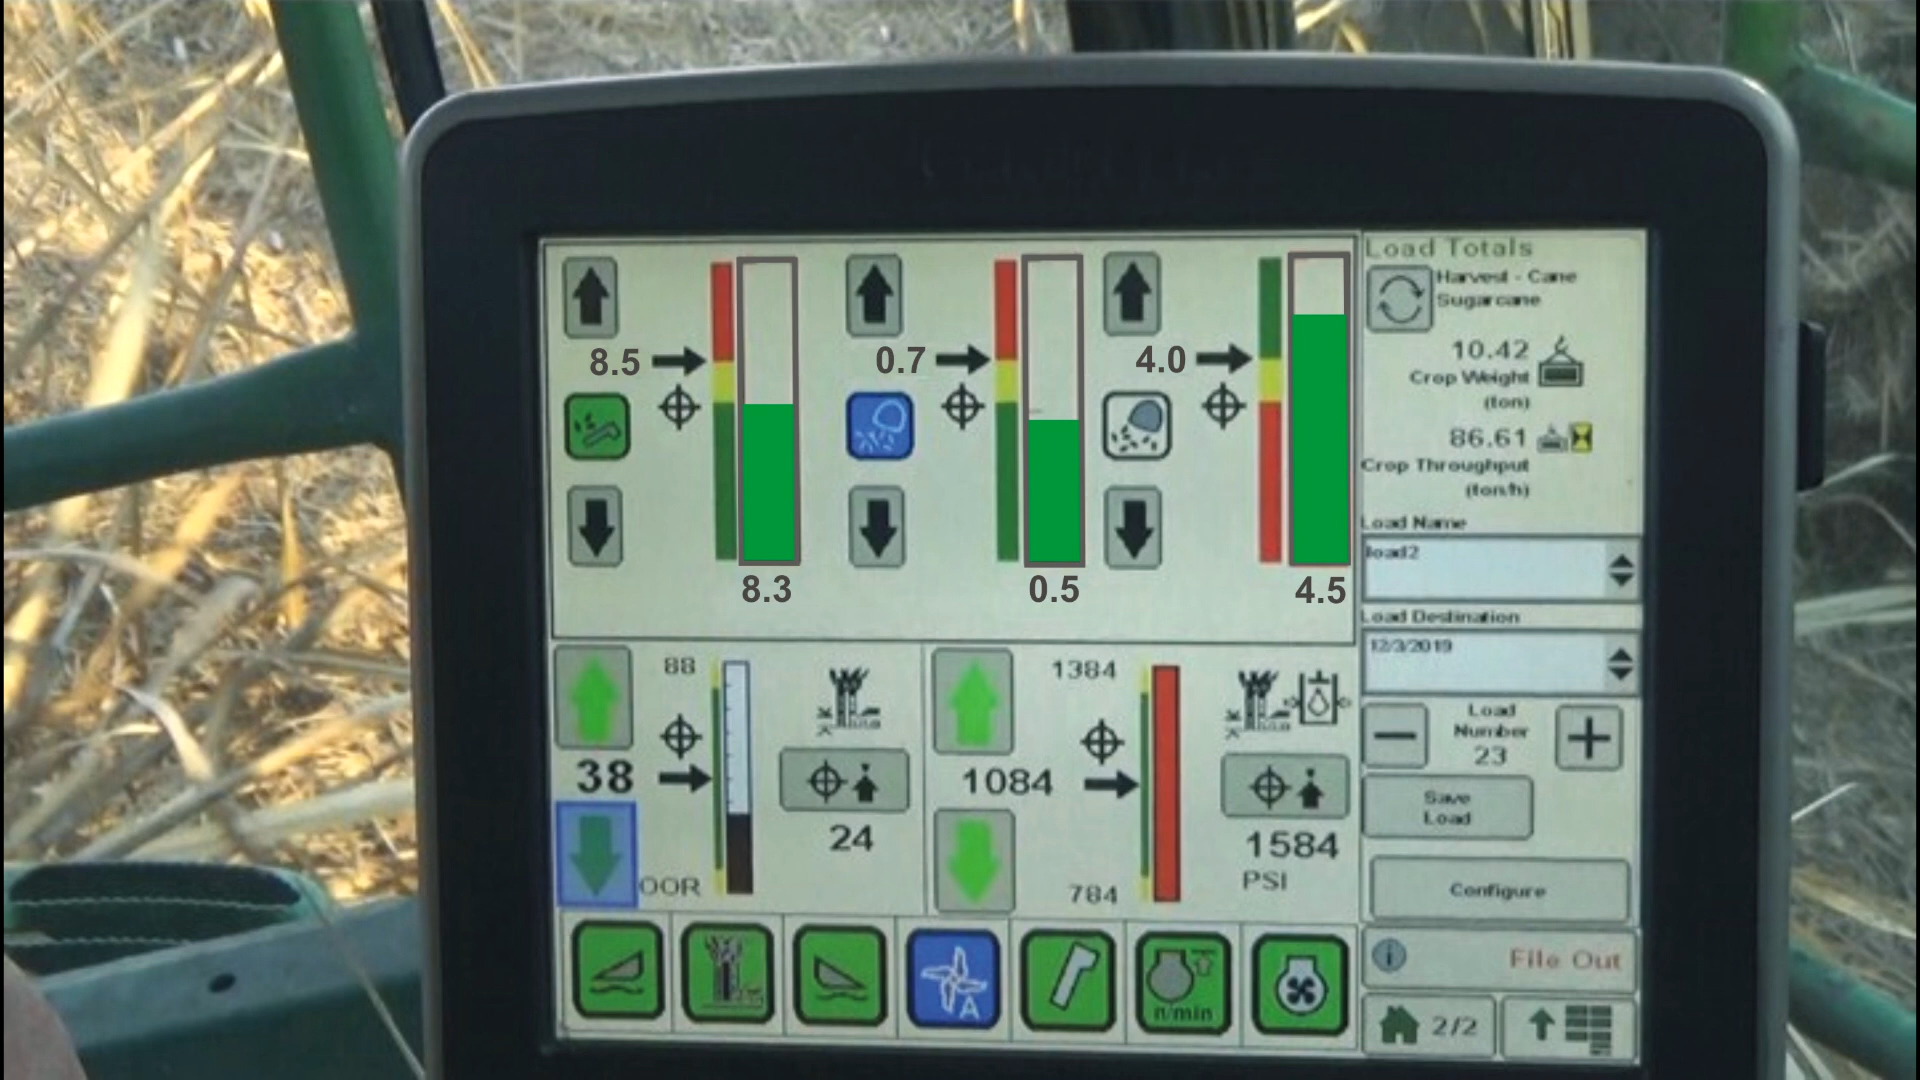 8.5
0.7
4.0
8.3
0.5
4.5
88
38
OOR
24
1384
1084
784
1584
PSI
A
n/min
Load Totals
Harvest - Cane
Sugarcane
10.42
Crop Weight
(ton)
86.61
Crop Throughput
(ton/h)
Load Name
load2
Load Destination
12/3/2019
Load
Number
23
Save
Load
Configure
File Out
2/2